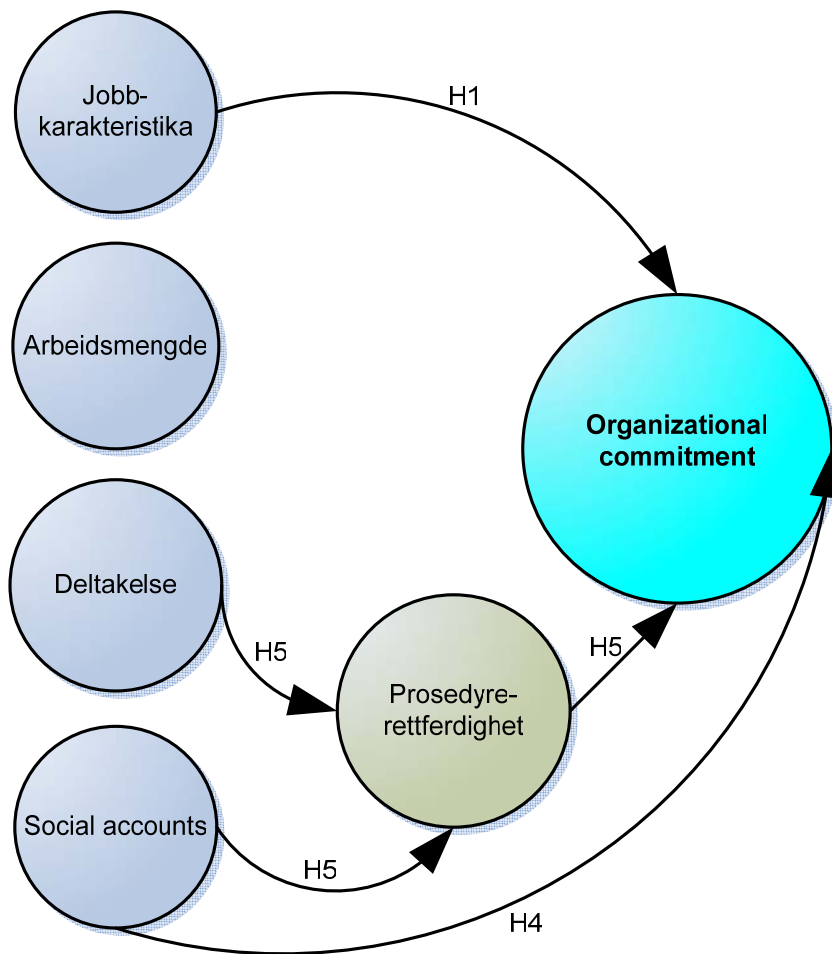 Jobb-
karakteristika
H1
Arbeidsmengde
Organizational
commitment
Deltakelse
H5
H5
Prosedyre-
rettferdighet
Social accounts
H5
H4